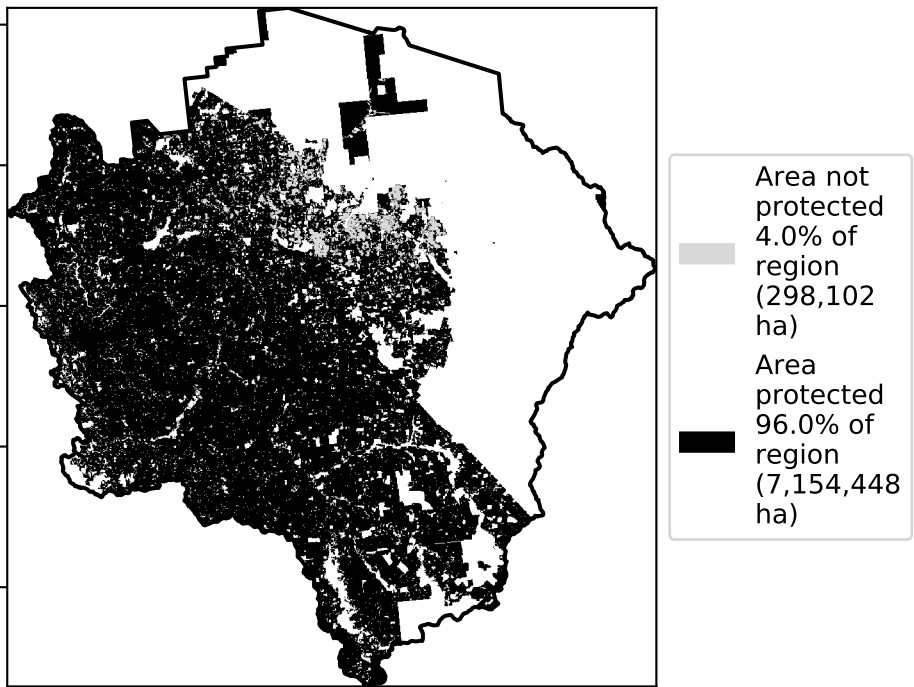 Area not
protected
4.0% of
region
(298,102
ha)
Area
protected
96.0% of
region
(7,154,448
ha)